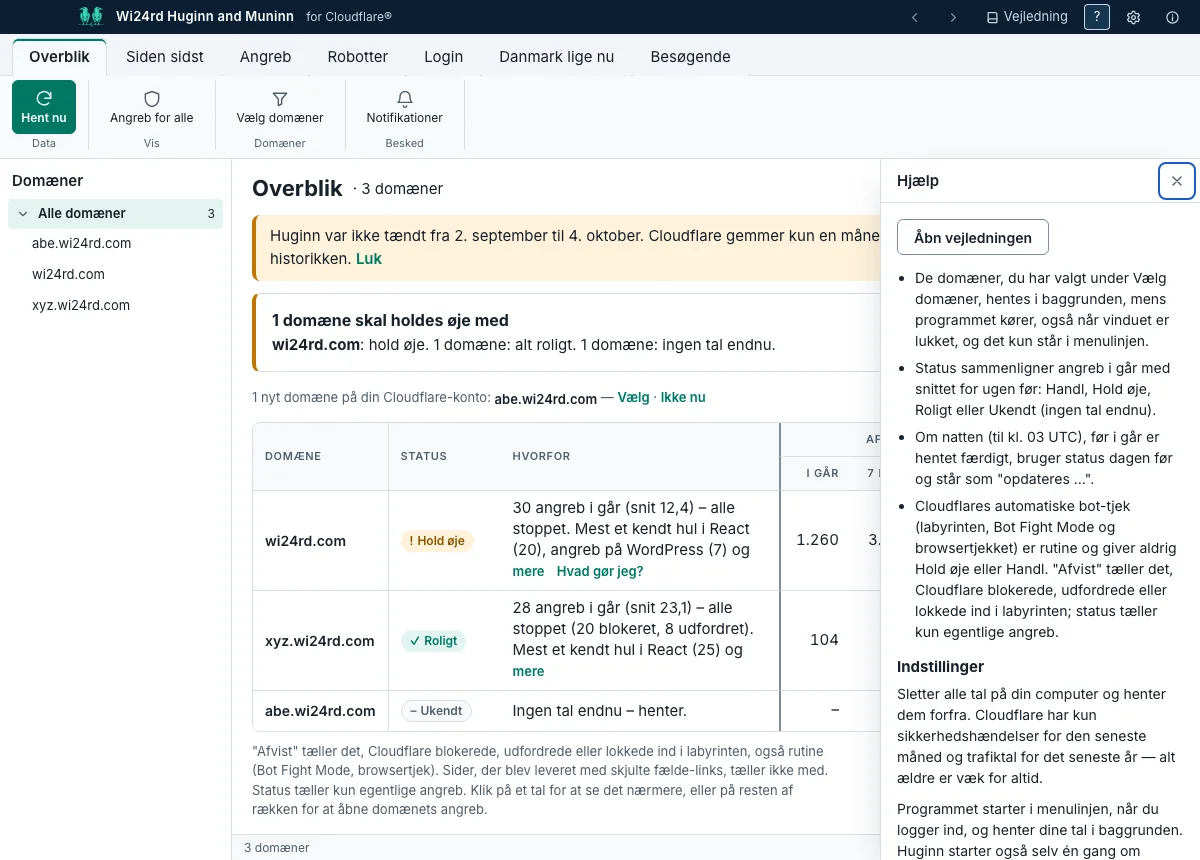 Wi24rd Huginn and Muninn for Cloudflare®
Vejledning
?
Overblik
Siden sidst
Angreb
Robotter
Login
Danmark lige nu
Besøgende
Hent nu
Data
Angreb for alle
Vis
Vælg domæner
Domæner
Notifikationer
Besked
Domæner
Alle domæner 3
abe.wi24rd.com
wi24rd.com
xyz.wi24rd.com
Overblik · 3 domæner
Huginn var ikke tændt fra 2. september til 4. oktober. Cloudflare gemmer kun en måne
historikken. Luk
1 domæne skal holdes øje med
wi24rd.com: hold øje. 1 domæne: alt roligt. 1 domæne: ingen tal endnu.
1 nyt domæne på din Cloudflare-konto: abe.wi24rd.com — Vælg · Ikke nu
DOMÆNE STATUS HVORFOR
AF
I GÅR 7
wi24rd.com
! Hold øje
30 angreb i går (snit 12,4) – alle
stoppet. Mest et kendt hul i React
(20), angreb på WordPress (7) og
mere Hvad gør jeg?
1.260 3.
xyz.wi24rd.com
✓ Roligt
28 angreb i går (snit 23,1) – alle
stoppet (20 blokeret, 8 udfordret).
Mest et kendt hul i React (25) og
mere
104
abe.wi24rd.com
– Ukendt
Ingen tal endnu – henter.
–
"Afvist" tæller det, Cloudflare blokerede, udfordrede eller lokkede ind i labyrinten, også rutine
(Bot Fight Mode, browsertjek). Sider, der blev leveret med skjulte fælde-links, tæller ikke med.
Status tæller kun egentlige angreb. Klik på et tal for at se det nærmere, eller på resten af
rækken for at åbne domænets angreb.
3 domæner
Hjælp
Åbn vejledningen
• De domæner, du har valgt under Vælg
domæner, hentes i baggrunden, mens
programmet kører, også når vinduet er
lukket, og det kun står i menulinjen.
• Status sammenligner angreb i går med
snittet for ugen før: Handl, Hold øje,
Roligt eller Ukendt (ingen tal endnu).
• Om natten (til kl. 03 UTC), før i går er
hentet færdigt, bruger status dagen før
og står som "opdateres ...".
• Cloudflares automatiske bot-tjek
(labyrinten, Bot Fight Mode og
browsertjekket) er rutine og giver aldrig
Hold øje eller Handl. "Afvist" tæller det,
Cloudflare blokerede, udfordrede eller
lokkede ind i labyrinten; status tæller
kun egentlige angreb.
Indstillinger
Sletter alle tal på din computer og henter
dem forfra. Cloudflare har kun
sikkerhedshændelser for den seneste
måned og trafiktal for det seneste år — alt
ældre er væk for altid.
Programmet starter i menulinjen, når du
logger ind, og henter dine tal i baggrunden.
Huginn starter også selv én gang om